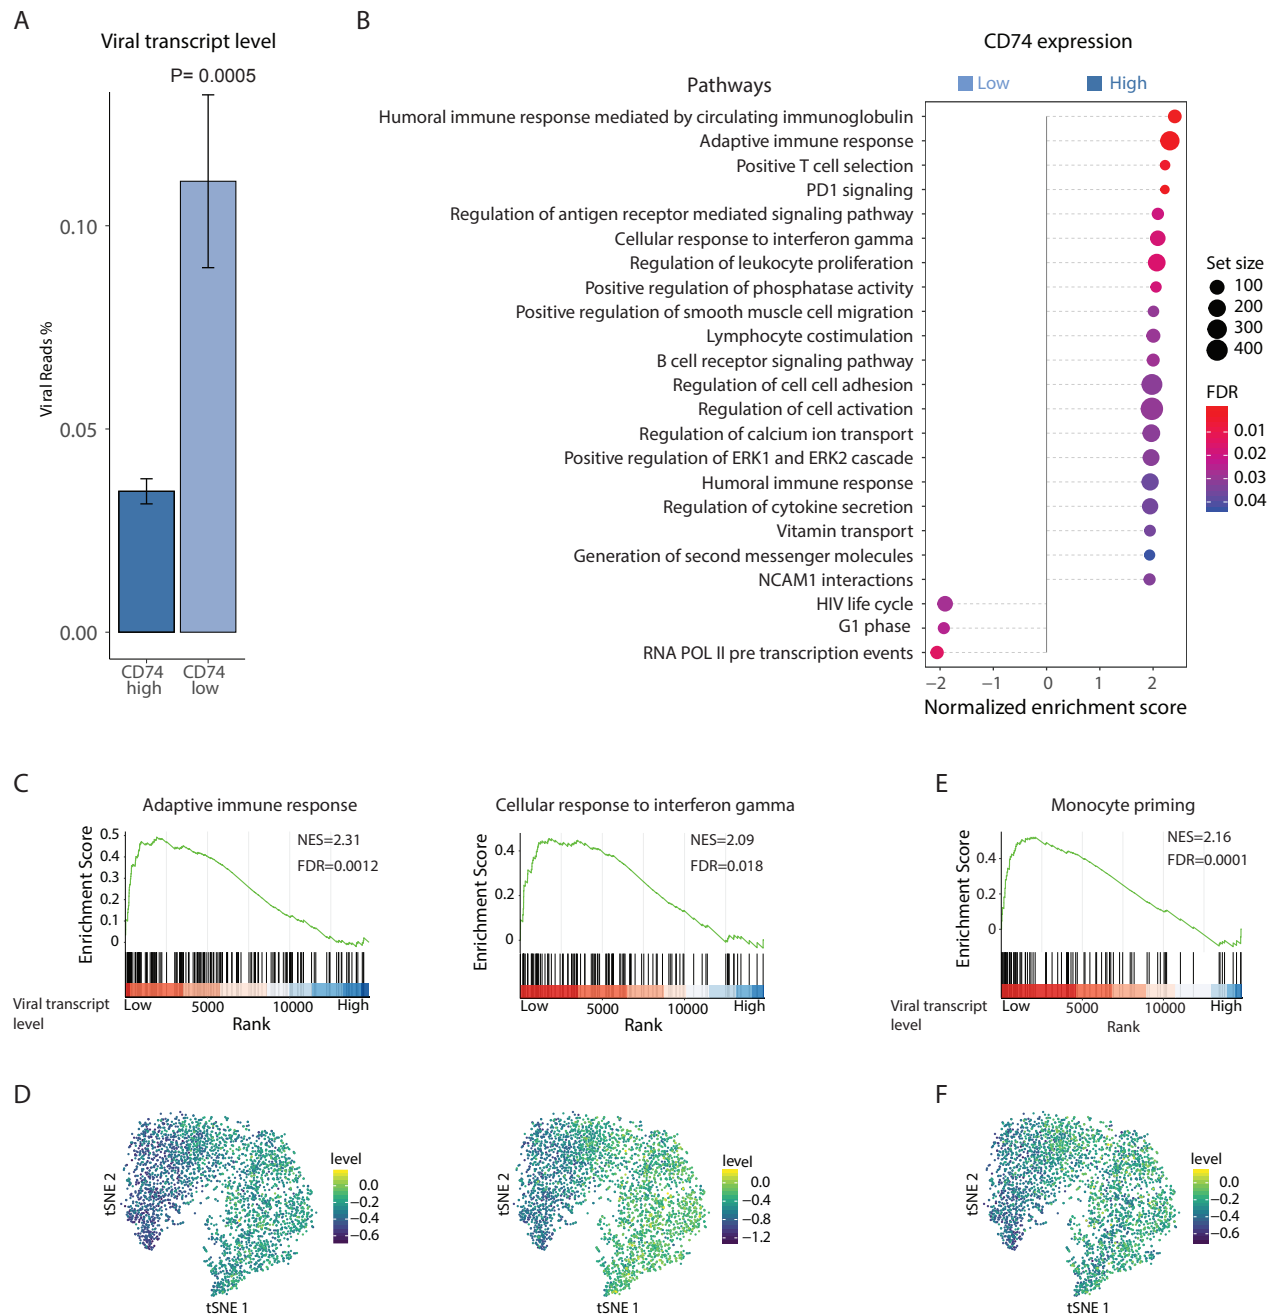 A
Viral transcript level
P= 0.0005
Viral Reads %
0.10
0.05
0.00
CD74
high
CD74
low
B
CD74 expression
Pathways
Low
High
Humoral immune response mediated by circulating immunoglobulin
Adaptive immune response
Positive T cell selection
PD1 signaling
Regulation of antigen receptor mediated signaling pathway
Cellular response to interferon gamma
Regulation of leukocyte proliferation
Positive regulation of phosphatase activity
Positive regulation of smooth muscle cell migration
Lymphocyte costimulation
B cell receptor signaling pathway
Regulation of cell cell adhesion
Regulation of cell activation
Regulation of calcium ion transport
Positive regulation of ERK1 and ERK2 cascade
Humoral immune response
Regulation of cytokine secretion
Vitamin transport
Generation of second messenger molecules
NCAM1 interactions
HIV life cycle
G1 phase
RNA POL II pre transcription events
−2 −1 0 1 2
Normalized enrichment score
Set size
100
200
300
400
FDR
0.01
0.02
0.03
0.04
C
Adaptive immune response
Enrichment Score
0.5
0.4
0.3
0.2
0.1
0
NES=2.31
FDR=0.0012
Viral transcript
level
Low 5000 10000 High
Rank
Cellular response to interferon gamma
Enrichment Score
0.4
0.2
0
NES=2.09
FDR=0.018
Low 5000 10000 High
Rank
E
Monocyte priming
Enrichment Score
0.4
0.2
0
NES=2.16
FDR=0.0001
Viral transcript
level
Low 5000 10000 High
Rank
D
tSNE 2
tSNE 1
level
0.0
−0.2
−0.4
−0.6
tSNE 2
tSNE 1
level
0.0
−0.4
−0.8
−1.2
F
tSNE 2
tSNE 1
level
0.0
−0.2
−0.4
−0.6